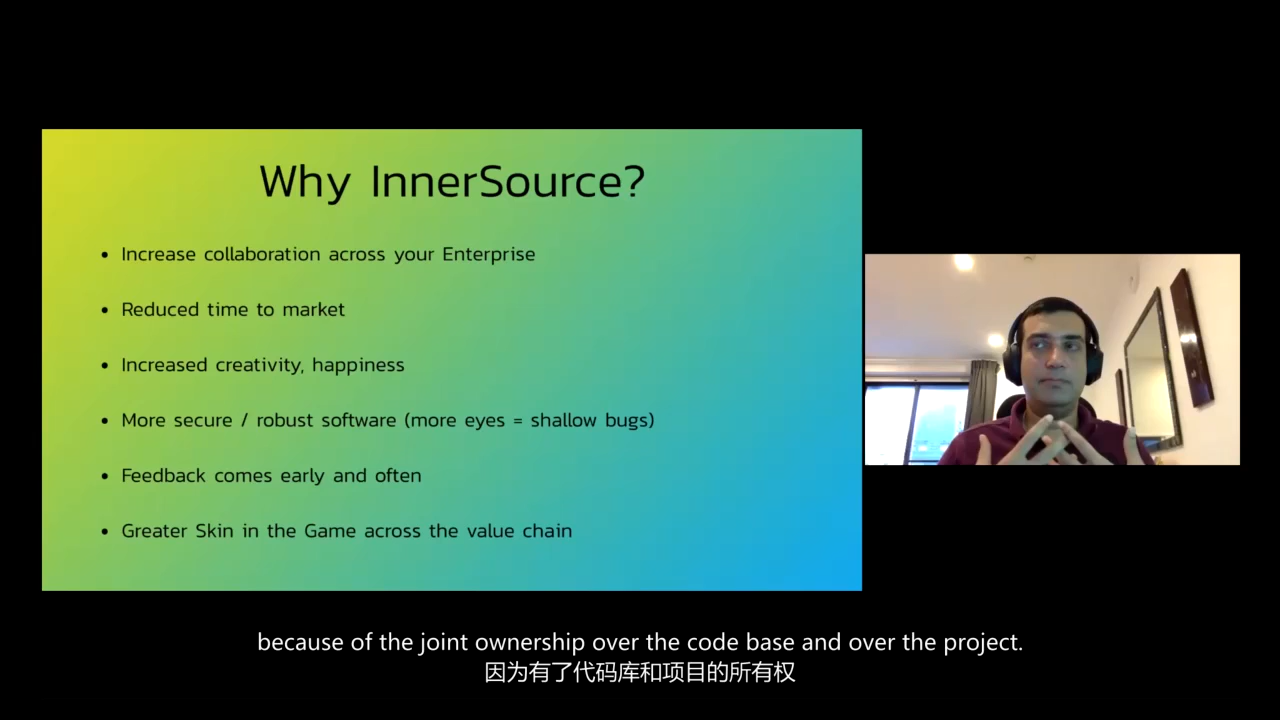 Why InnerSource?
• Increase collaboration across your Enterprise
• Reduced time to market
• Increased creativity, happiness
• More secure / robust software (more eyes = shallow bugs)
• Feedback comes early and often
• Greater Skin in the Game across the value chain
because of the joint ownership over the code base and over the project.
因为有了代码库和项目的所有权